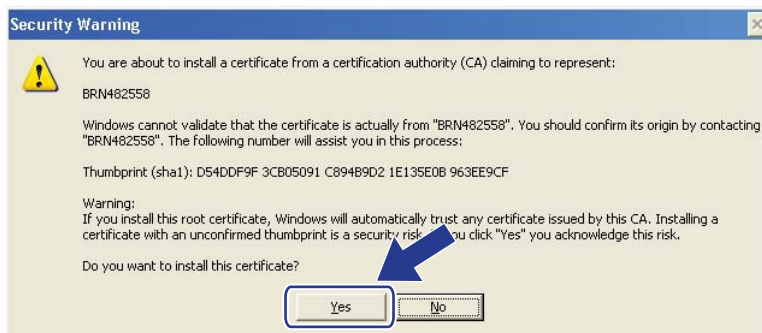 Security Warning
You are about to install a certificate from a certification authority (CA) claiming to represent:
BRN482558
Windows cannot validate that the certificate is actually from "BRN482558". You should confirm its origin by contacting
"BRN482558". The following number will assist you in this process:
Thumbprint (sha1): D54DDF9F 3CB05091 C894B9D2 1E135E0B 963EE9CF
Warning:
If you install this root certificate, Windows will automatically trust any certificate issued by this CA. Installing a
certificate with an unconfirmed thumbprint is a security risk. you click "Yes" you acknowledge this risk.
Do you want to install this certificate?
Yes No